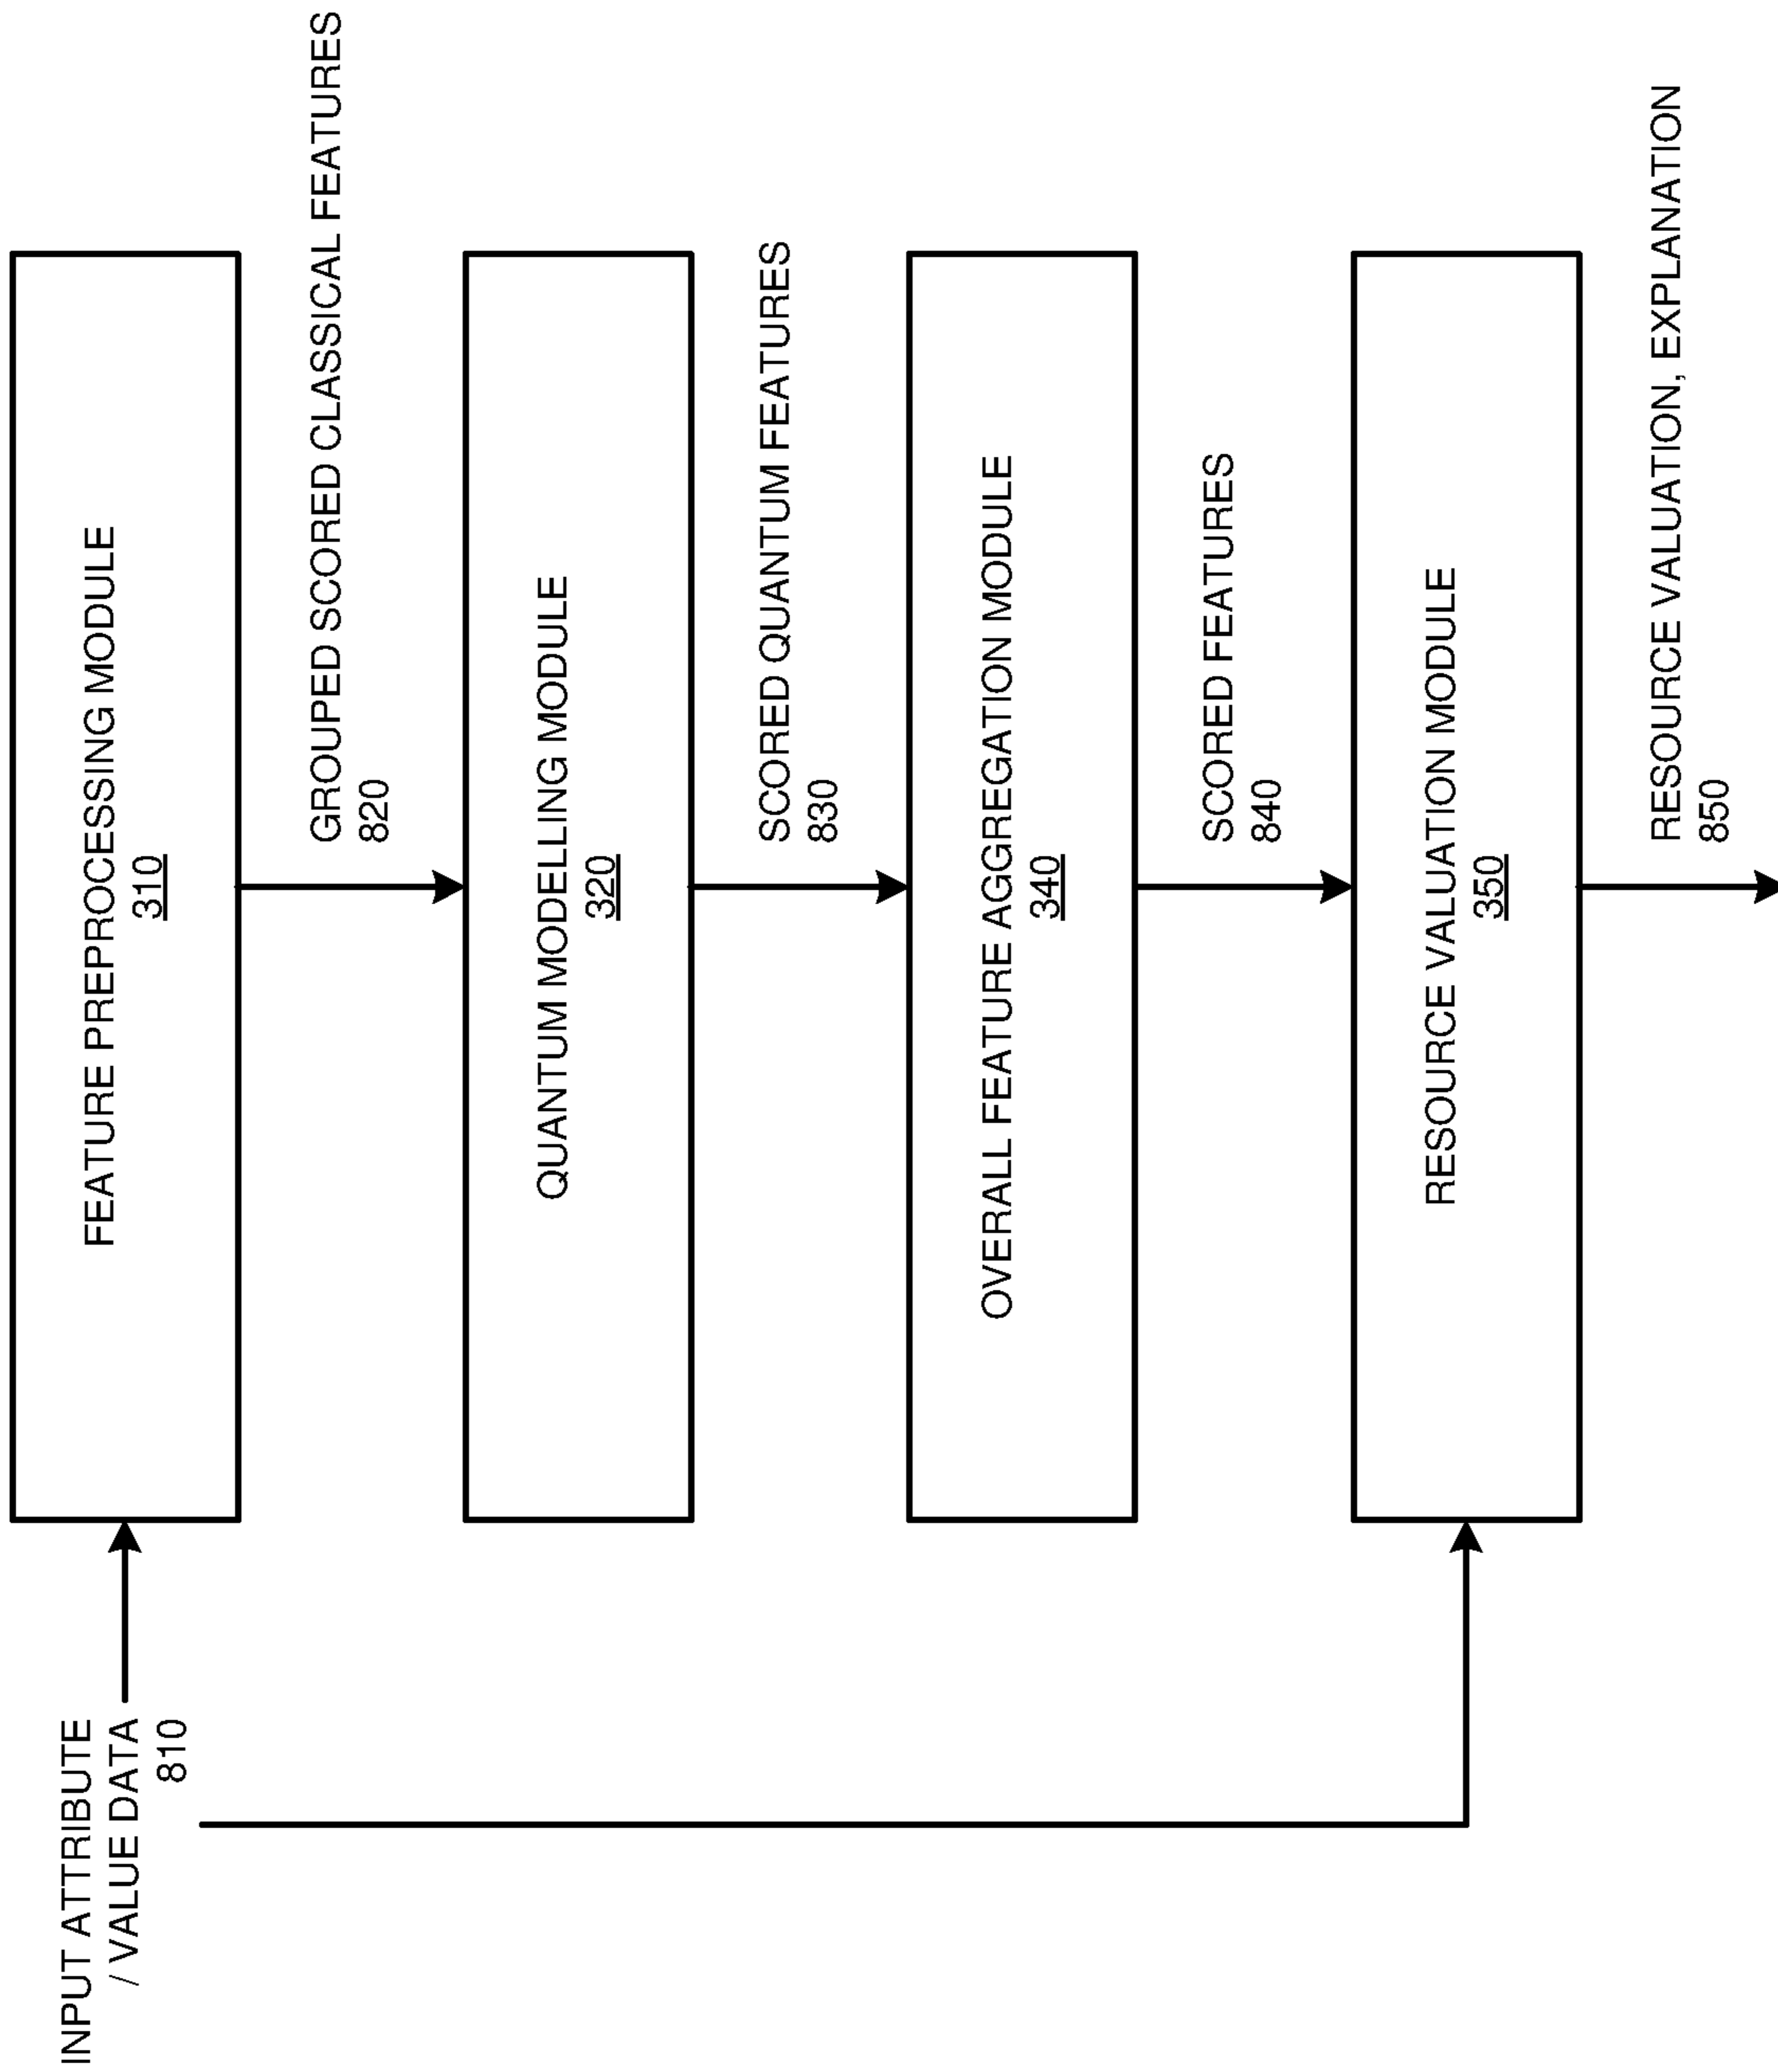 INPUT ATTRIBUTE
/ VALUE DATA
810
FEATURE PREPROCESSING MODULE
310
GROUPED SCORED CLASSICAL FEATURES
820
QUANTUM MODELLING MODULE
320
SCORED QUANTUM FEATURES
830
OVERALL FEATURE AGGREGATION MODULE
340
SCORED FEATURES
840
RESOURCE VALUATION MODULE
350
RESOURCE VALUATION, EXPLANATION
850